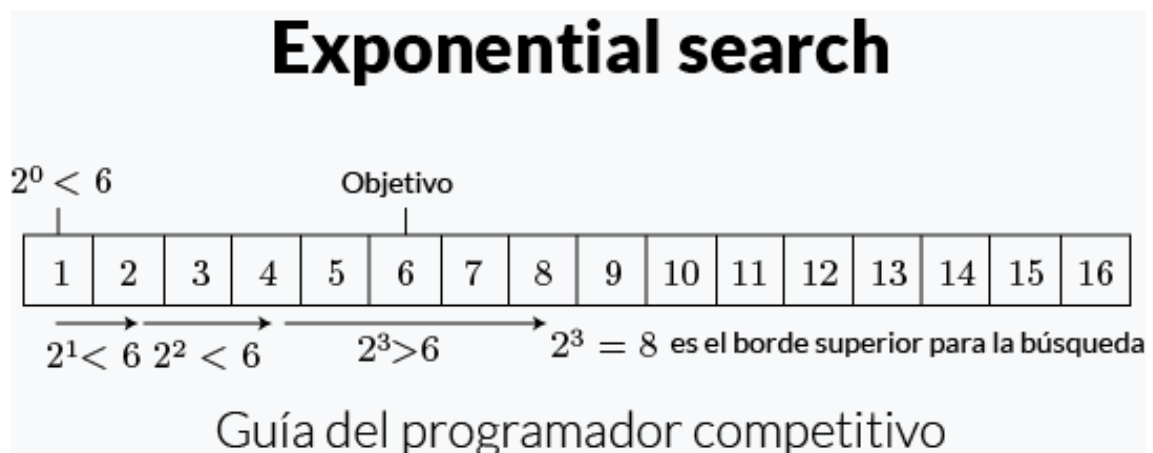 Exponential search
2⁰ < 6
Objetivo
1 2 3 4 5 6 7 8 9 10 11 12 13 14 15 16
2¹< 6 2² < 6 2³>6 2³ = 8 es el borde superior para la búsqueda
Guía del programador competitivo